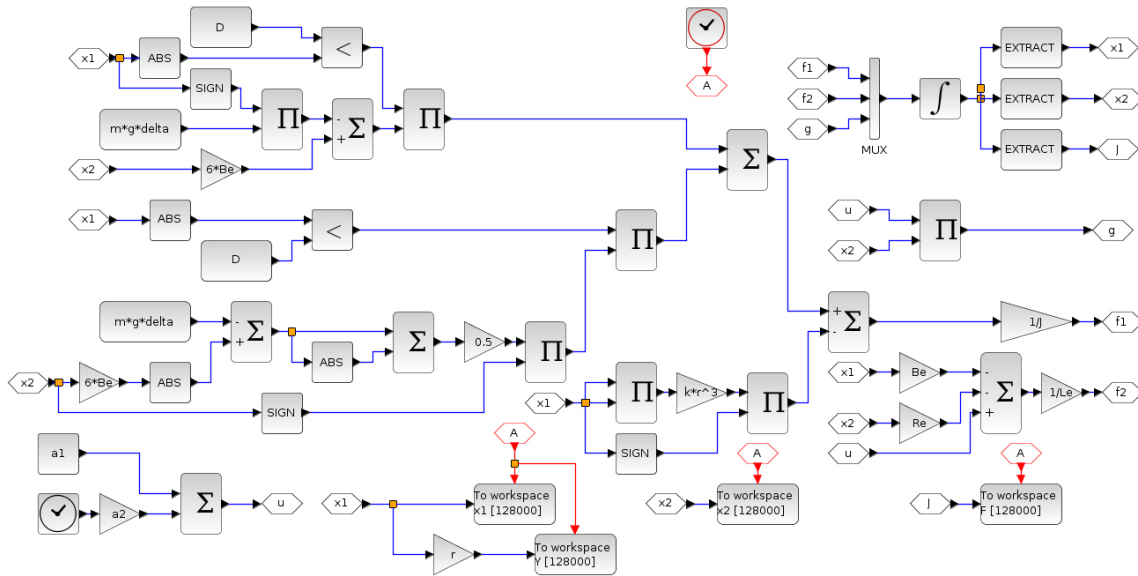 D
<
x1
ABS
SIGN
Π
-
+
Σ
Π
m*g*delta
x2
6*Be
A
Σ
f1
f2
g
MUX
∫
EXTRACT
x1
EXTRACT
x2
EXTRACT
J
x1
ABS
<
D
Π
u
x2
Π
g
m*g*delta
-
+
Σ
ABS
Σ
0.5
Π
x2
6*Be
ABS
SIGN
x1
Π
k*r^3
Π
SIGN
+
-
Σ
1/J
f1
x1
Be
x2
Re
u
-
-
+
Σ
1/Le
f2
a1
a2
Σ
u
A
x1
To workspace
x1 [128000]
r
To workspace
Y [128000]
A
x2
To workspace
x2 [128000]
A
J
To workspace
F [128000]